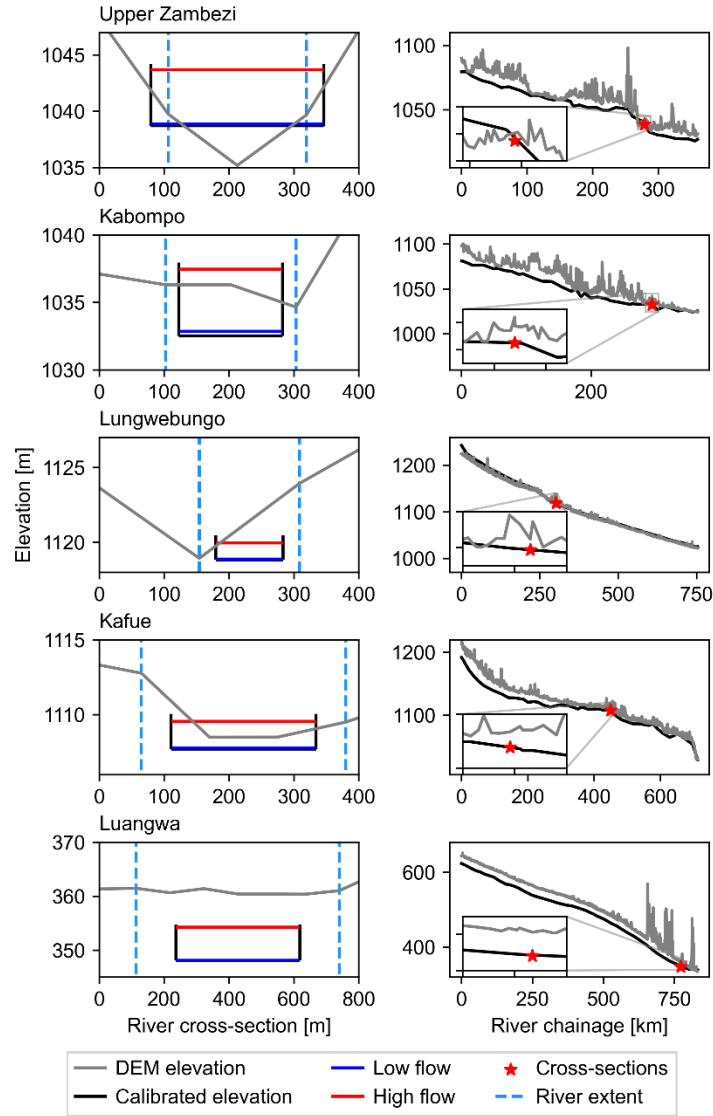 Upper Zambezi
1045
1040
1035
0 100 200 300 400
1100
1050
0 100 200 300
Kabompo
1040
1035
1030
0 100 200 300 400
1100
1050
1000
0 200
Lungwebungo
1125
1120
0 100 200 300 400
1200
1100
1000
0 250 500 750
Kafue
1115
1110
0 100 200 300 400
1200
1100
0 200 400 600
Luangwa
370
360
350
0 200 400 600 800
600
400
0 250 500 750
Elevation [m]
River cross-section [m] River chainage [km]
DEM elevation Low flow Cross-sections
Calibrated elevation High flow River extent